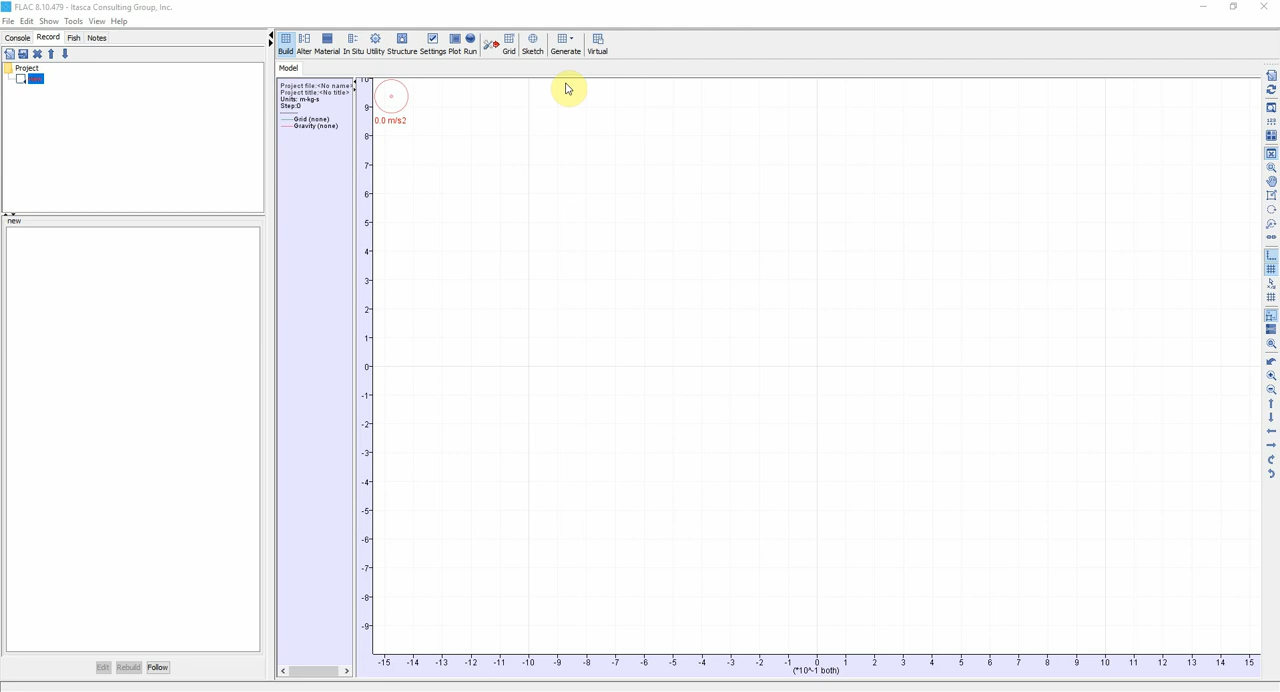 FLAC 8.10.479 - Itasca Consulting Group, Inc.
File Edit Show Tools View Help
Console Record Fish Notes
Project
new
Edit Rebuild Follow
Build Alter Material In Situ Utility Structure Settings Plot Run Grid Sketch Generate Virtual
Model
Project file:<No name>
Project title:<No title>
Units: m-kg-s
Step:0
Grid (none)
Gravity (none)
0.0 m/s2
10
9
8
7
6
5
4
3
2
1
0
-1
-2
-3
-4
-5
-6
-7
-8
-9
-15 -14 -13 -12 -11 -10 -9 -8 -7 -6 -5 -4 -3 -2 -1 0 1 2 3 4 5 6 7 8 9 10 11 12 13 14 15
(*10^-1 both)
123